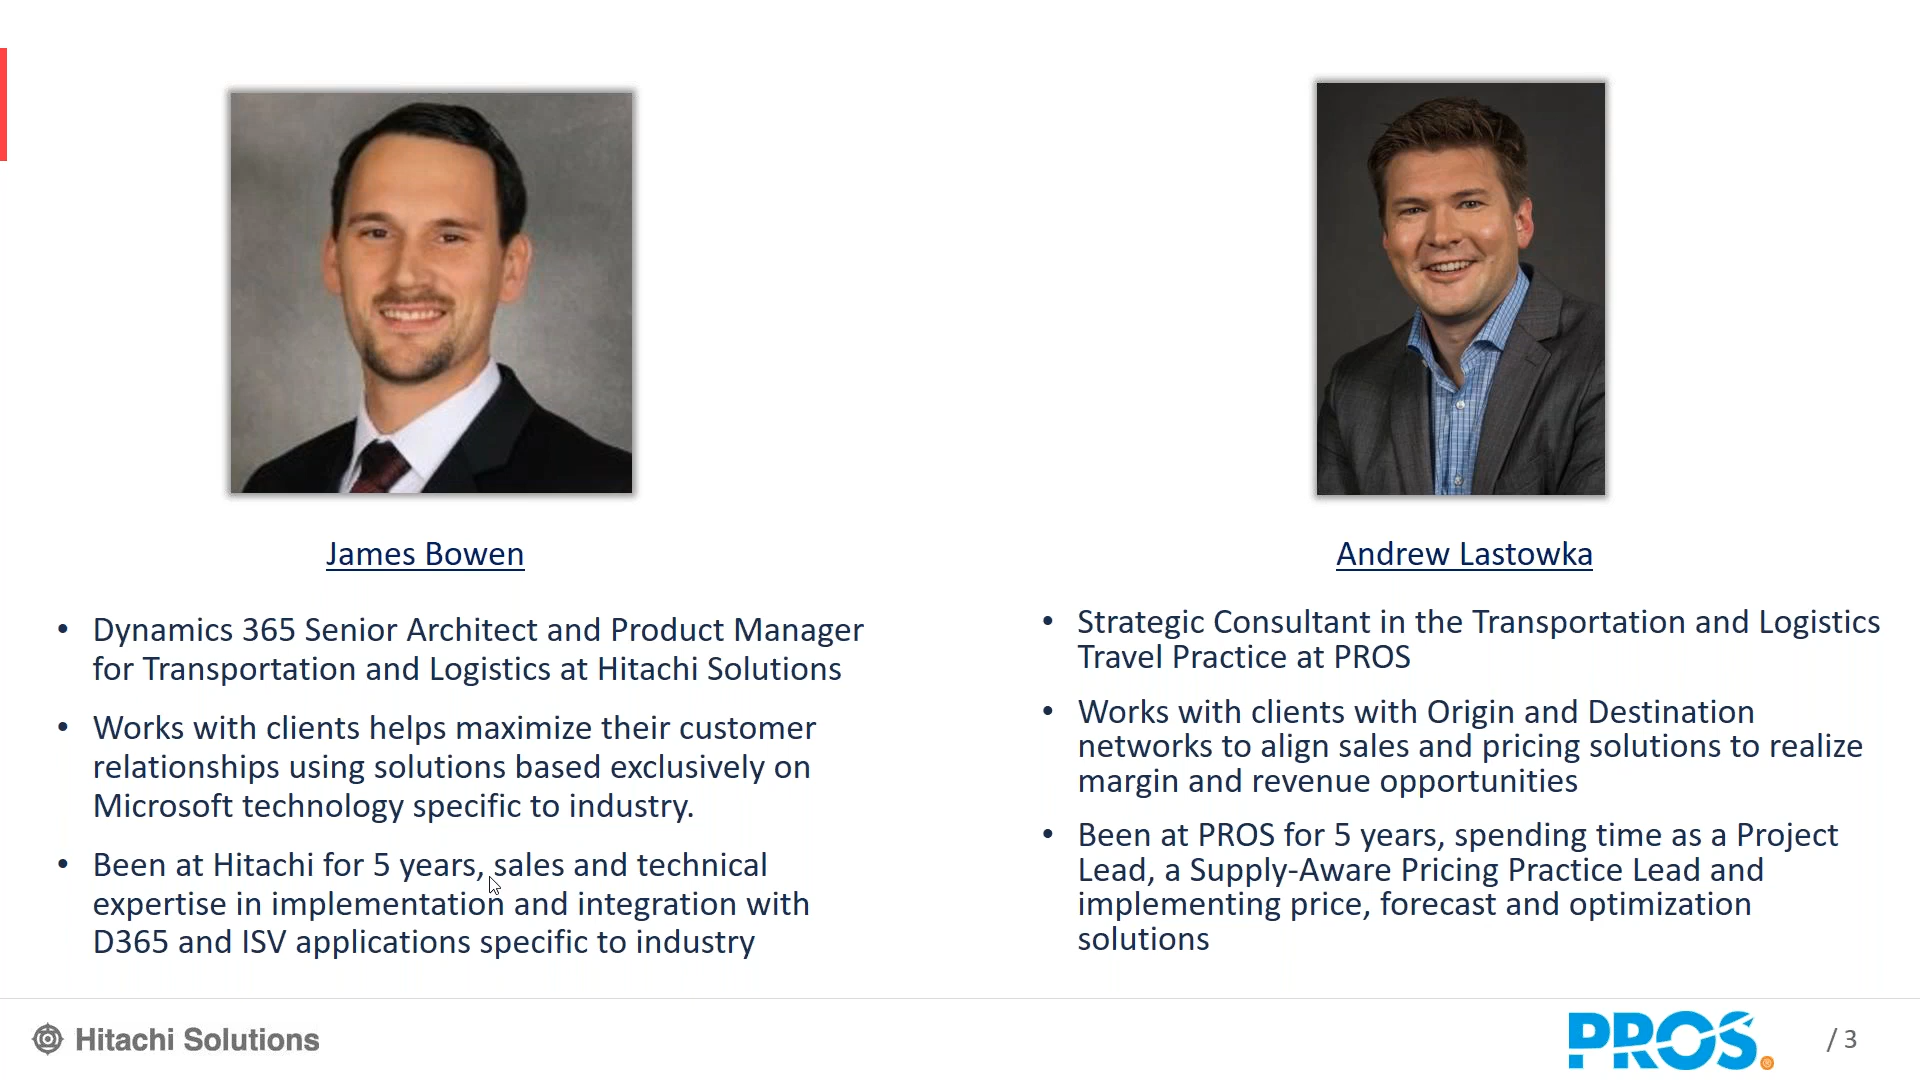 James Bowen
• Dynamics 365 Senior Architect and Product Manager
for Transportation and Logistics at Hitachi Solutions
• Works with clients helps maximize their customer
relationships using solutions based exclusively on
Microsoft technology specific to industry.
• Been at Hitachi for 5 years, sales and technical
expertise in implementation and integration with
D365 and ISV applications specific to industry
Andrew Lastowka
• Strategic Consultant in the Transportation and Logistics
Travel Practice at PROS
• Works with clients with Origin and Destination
networks to align sales and pricing solutions to realize
margin and revenue opportunities
• Been at PROS for 5 years, spending time as a Project
Lead, a Supply-Aware Pricing Practice Lead and
implementing price, forecast and optimization
solutions
Hitachi Solutions
PROS
/ 3